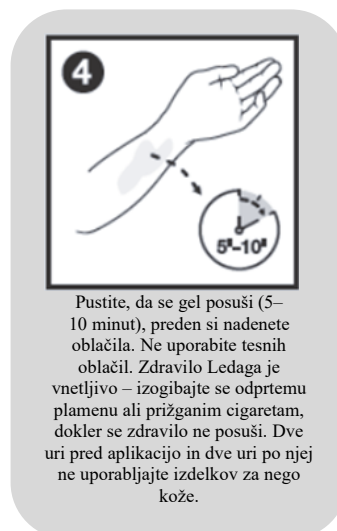 4
5²–10²
Pustite, da se gel posuši (5–
10 minut), preden si nadenete
oblačila. Ne uporabite tesnih
oblačil. Zdravilo Ledaga je
vnetljivo – izogibajte se odprtemu
plamenu ali prižganim cigaretam,
dokler se zdravilo ne posuši. Dve
uri pred aplikacijo in dve uri po njej
ne uporabljajte izdelkov za nego
kože.